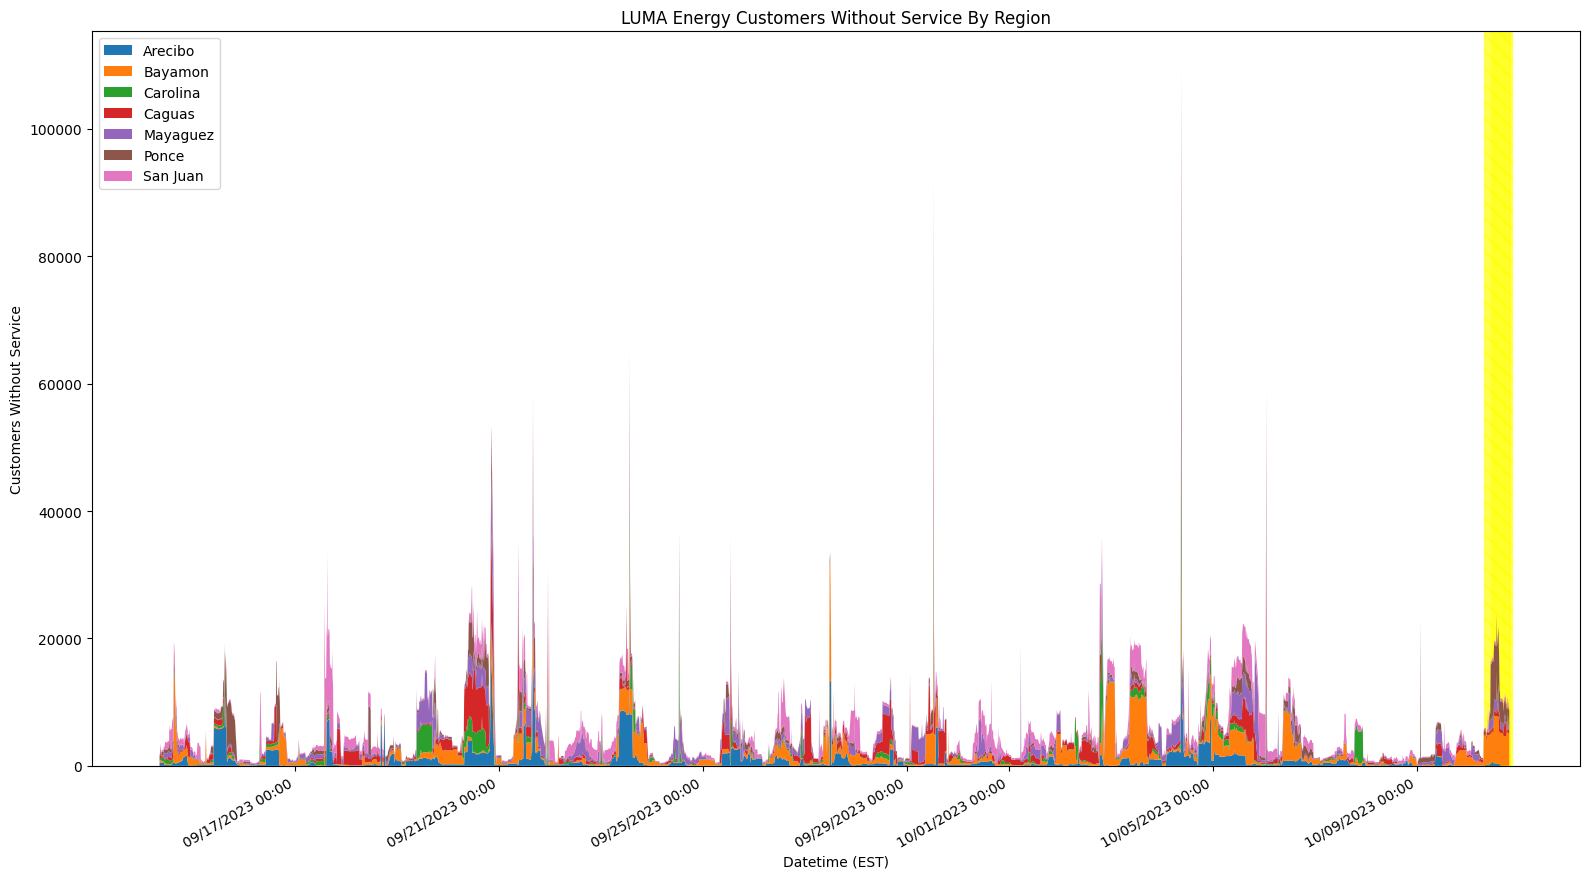 LUMA Energy Customers Without Service By Region
Arecibo
Bayamon
Carolina
Caguas
Mayaguez
Ponce
San Juan
Customers Without Service
100000
80000
60000
40000
20000
0
09/17/2023 00:00
09/21/2023 00:00
09/25/2023 00:00
09/29/2023 00:00
10/01/2023 00:00
10/05/2023 00:00
10/09/2023 00:00
Datetime (EST)